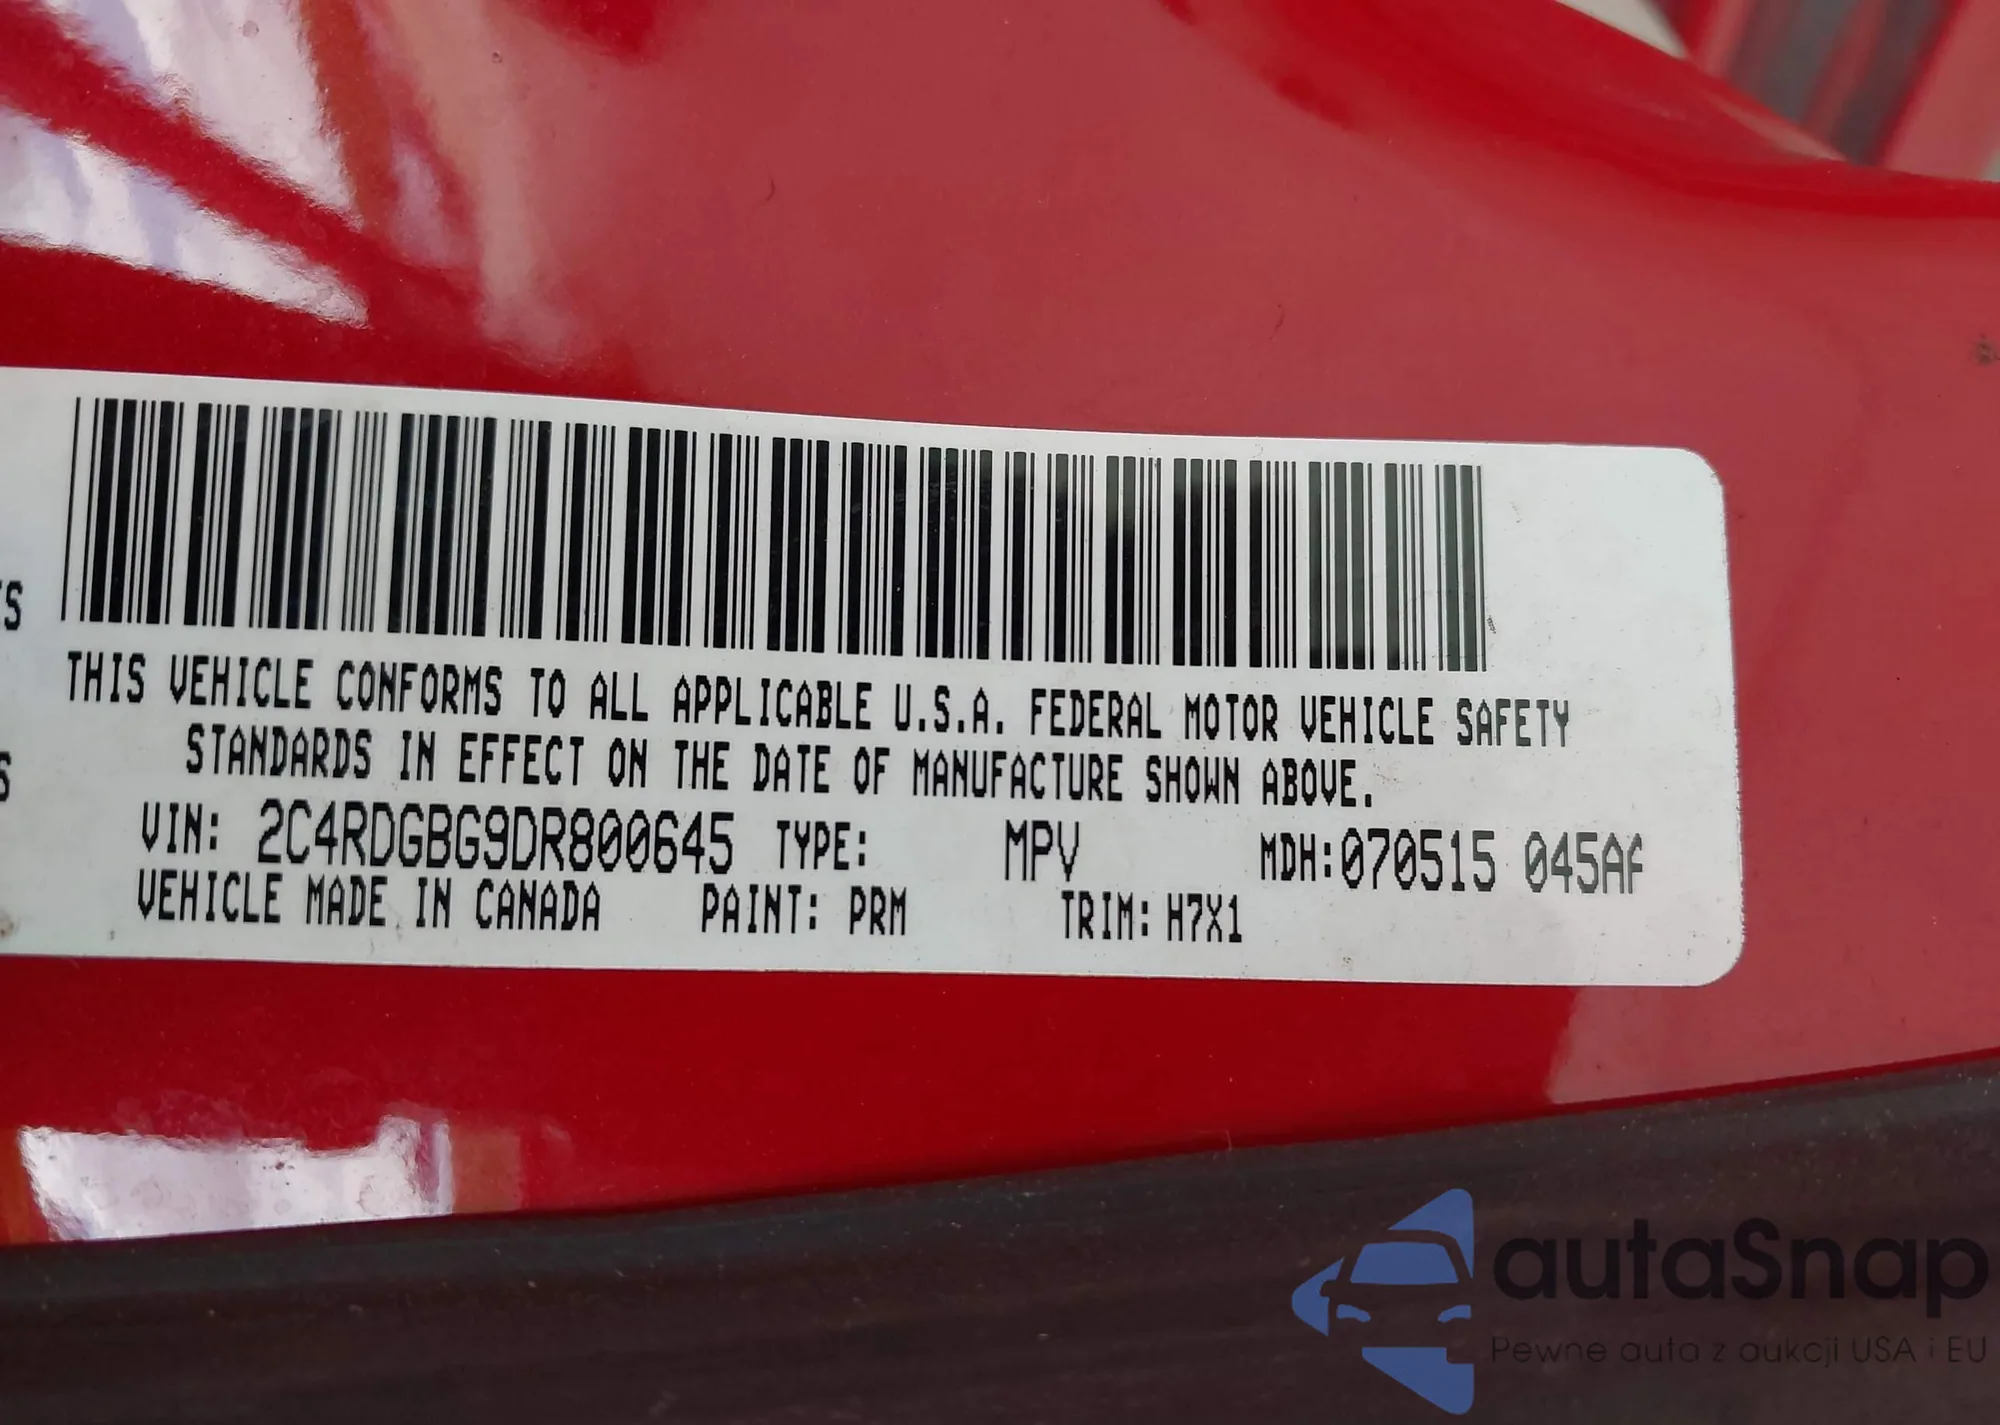 THIS VEHICLE CONFORMS TO ALL APPLICABLE U.S.A. FEDERAL MOTOR VEHICLE SAFETY
STANDARDS IN EFFECT ON THE DATE OF MANUFACTURE SHOWN ABOVE.
VIN: 2C4RDGBG9DR800645 TYPE: MPV MDH:070515 045AA
VEHICLE MADE IN CANADA PAINT: PRM TRIM: H7X1
autaSnap
Pewne auta z aukcji USA i EU